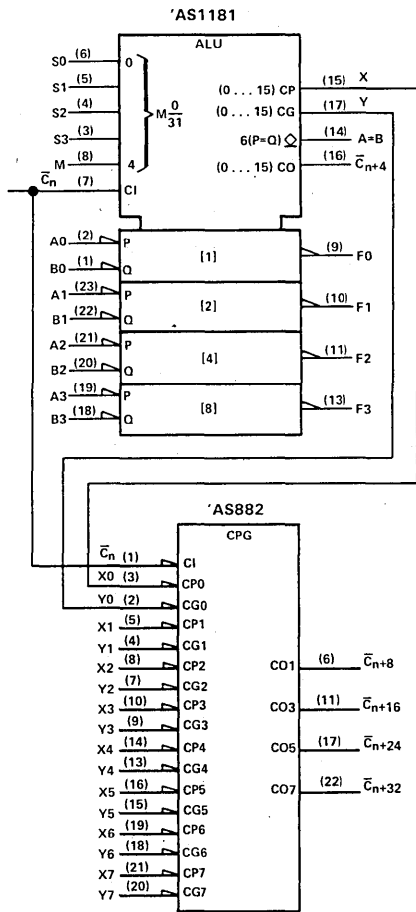 'AS1181
ALU
S0 (6) 0
S1 (5)
S2 (4)
S3 (3)
M (8) 4
M 0/31
C̅n (7) CI
(0 ... 15) CP (15) X
(0 ... 15) CG (17) Y
6(P=Q) ◇ (14) A=B
(0 ... 15) CO (16) C̅n+4
A0 (2) P
B0 (1) Q
[1] (9) F0
A1 (23) P
B1 (22) Q
[2] (10) F1
A2 (21) P
B2 (20) Q
[4] (11) F2
A3 (19) P
B3 (18) Q
[8] (13) F3
'AS882
CPG
C̅n (1) CI
X0 (3) CP0
Y0 (2) CG0
X1 (5) CP1
Y1 (4) CG1
X2 (8) CP2
Y2 (7) CG2
X3 (10) CP3
Y3 (9) CG3
X4 (14) CP4
Y4 (13) CG4
X5 (16) CP5
Y5 (15) CG5
X6 (19) CP6
Y6 (18) CG6
X7 (21) CP7
Y7 (20) CG7
CO1 (6) C̅n+8
CO3 (11) C̅n+16
CO5 (17) C̅n+24
CO7 (22) C̅n+32